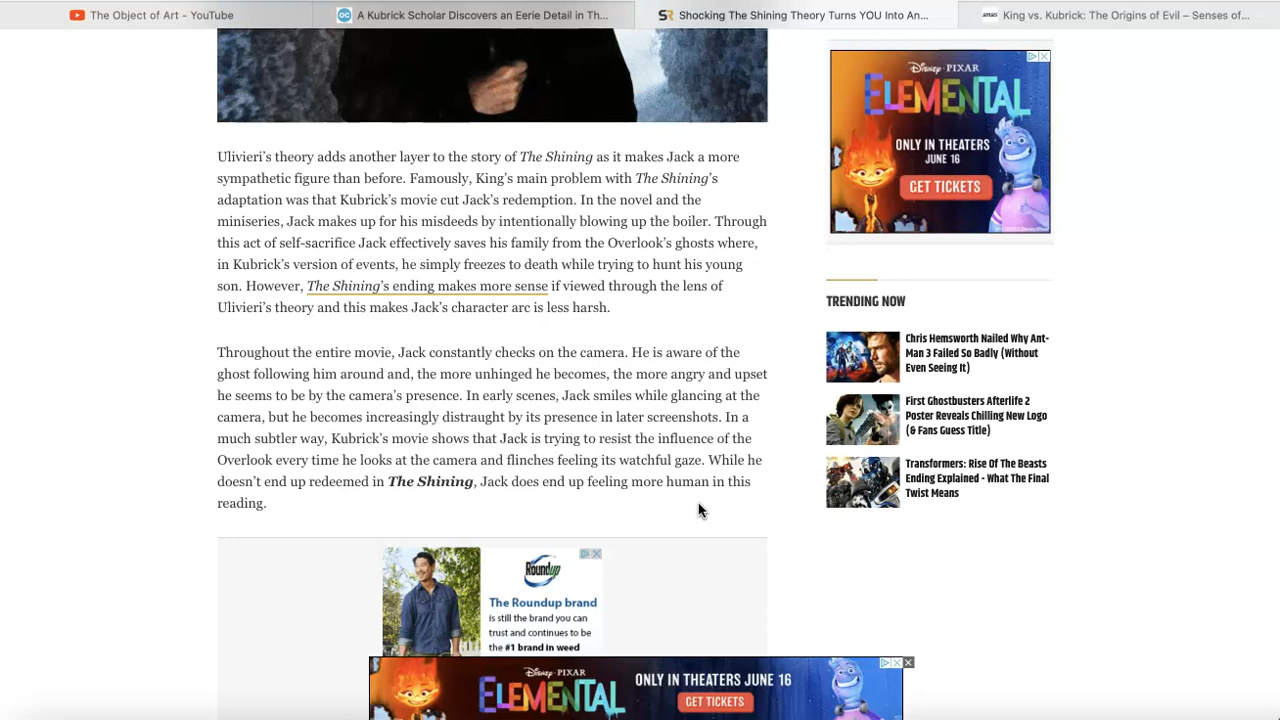 The Object of Art - YouTube
A Kubrick Scholar Discovers an Eerie Detail in Th...
Shocking The Shining Theory Turns YOU Into An...
King vs. Kubrick: The Origins of Evil – Senses of...
Ulivieri's theory adds another layer to the story of The Shining as it makes Jack a more
sympathetic figure than before. Famously, King's main problem with The Shining's
adaptation was that Kubrick's movie cut Jack's redemption. In the novel and the
miniseries, Jack makes up for his misdeeds by intentionally blowing up the boiler. Through
this act of self-sacrifice Jack effectively saves his family from the Overlook's ghosts where,
in Kubrick's version of events, he simply freezes to death while trying to hunt his young
son. However, The Shining's ending makes more sense if viewed through the lens of
Ulivieri's theory and this makes Jack's character arc is less harsh.
Throughout the entire movie, Jack constantly checks on the camera. He is aware of the
ghost following him around and, the more unhinged he becomes, the more angry and upset
he seems to be by the camera's presence. In early scenes, Jack smiles while glancing at the
camera, but he becomes increasingly distraught by its presence in later screenshots. In a
much subtler way, Kubrick's movie shows that Jack is trying to resist the influence of the
Overlook every time he looks at the camera and flinches feeling its watchful gaze. While he
doesn't end up redeemed in The Shining, Jack does end up feeling more human in this
reading.
Disney · PIXAR
ELEMENTAL
ONLY IN THEATERS
JUNE 16
GET TICKETS
TRENDING NOW
Chris Hemsworth Nailed Why Ant-
Man 3 Failed So Badly (Without
Even Seeing It)
First Ghostbusters Afterlife 2
Poster Reveals Chilling New Logo
(& Fans Guess Title)
Transformers: Rise Of The Beasts
Ending Explained - What The Final
Twist Means
Roundup
The Roundup brand
is still the brand you can
trust and continues to be
the #1 brand in weed
Disney · PIXAR
ELEMENTAL
ONLY IN THEATERS JUNE 16
GET TICKETS